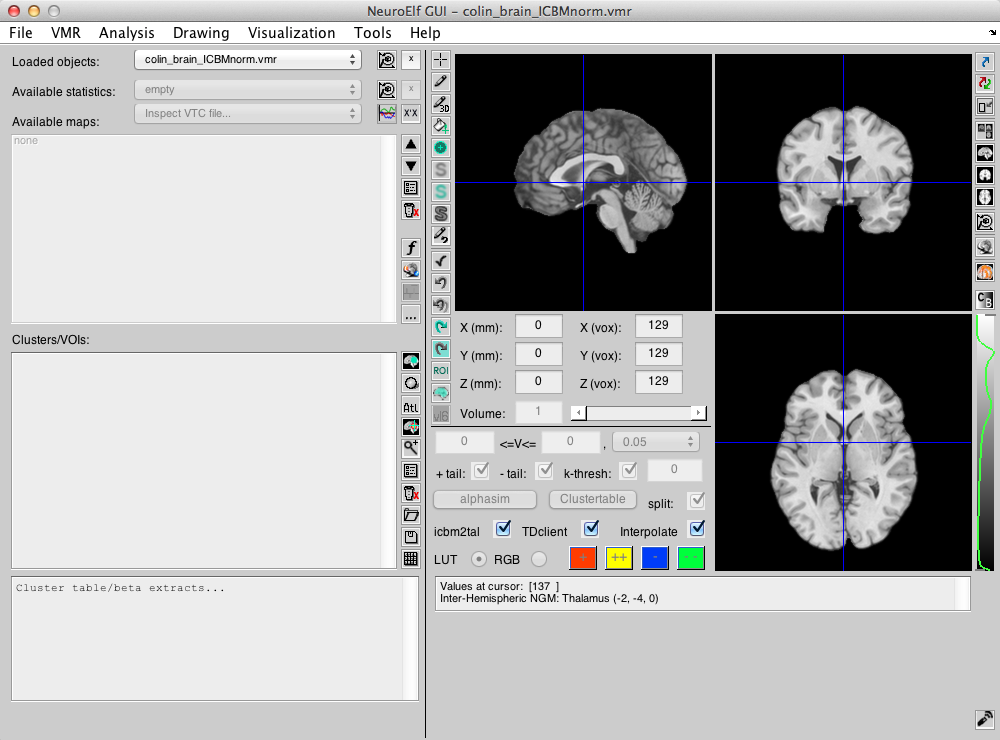 NeuroElf GUI - colin_brain_ICBMnorm.vmr
File VMR Analysis Drawing Visualization Tools Help
Loaded objects: colin_brain_ICBMnorm.vmr x
Available statistics: empty x
Available maps: Inspect VTC file... X'X
none
f
...
Clusters/VOIs:
Atl
Cluster table/beta extracts...
3D
S
S
S
ROI
X (mm): 0 X (vox): 129
Y (mm): 0 Y (vox): 129
Z (mm): 0 Z (vox): 129
Volume: 1
0 <=V<= 0 , 0.05
+ tail: - tail: k-thresh: 0
alphasim Clustertable split:
icbm2tal TDclient Interpolate
LUT RGB + ++ - --
Values at cursor: [137 ]
Inter-Hemispheric NGM: Thalamus (-2, -4, 0)
C
B